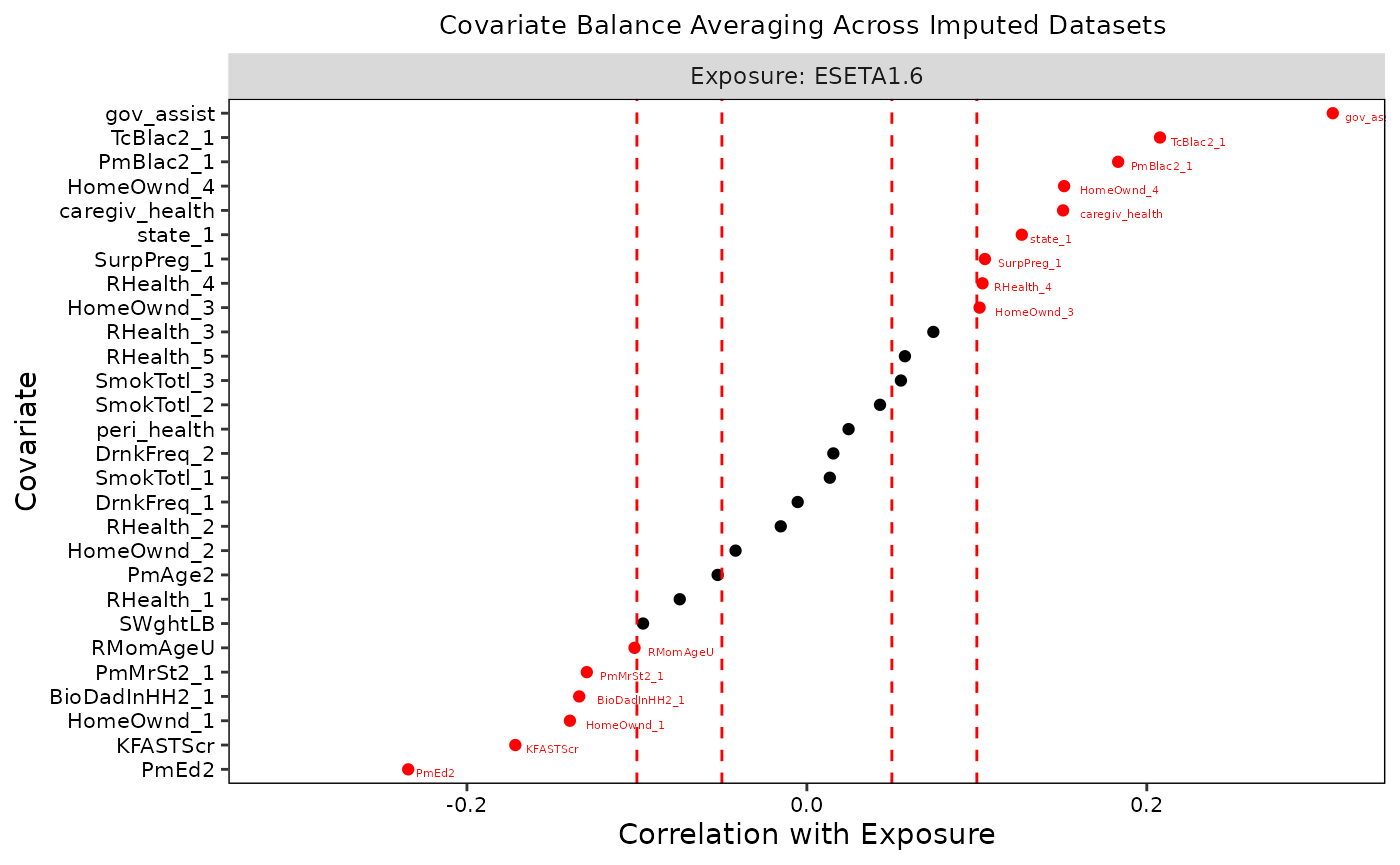 Covariate Balance Averaging Across Imputed Datasets
Exposure: ESETA1.6
Covariate
gov_assist
TcBlac2_1
PmBlac2_1
HomeOwnd_4
caregiv_health
state_1
SurpPreg_1
RHealth_4
HomeOwnd_3
RHealth_3
RHealth_5
SmokTotl_3
SmokTotl_2
peri_health
DrnkFreq_2
SmokTotl_1
DrnkFreq_1
RHealth_2
HomeOwnd_2
PmAge2
RHealth_1
SWghtLB
RMomAgeU
PmMrSt2_1
BioDadInHH2_1
HomeOwnd_1
KFASTScr
PmEd2
gov_as
TcBlac2_1
PmBlac2_1
HomeOwnd_4
caregiv_health
state_1
SurpPreg_1
RHealth_4
HomeOwnd_3
RMomAgeU
PmMrSt2_1
BioDadInHH2_1
HomeOwnd_1
KFASTScr
PmEd2
-0.2
0.0
0.2
Correlation with Exposure